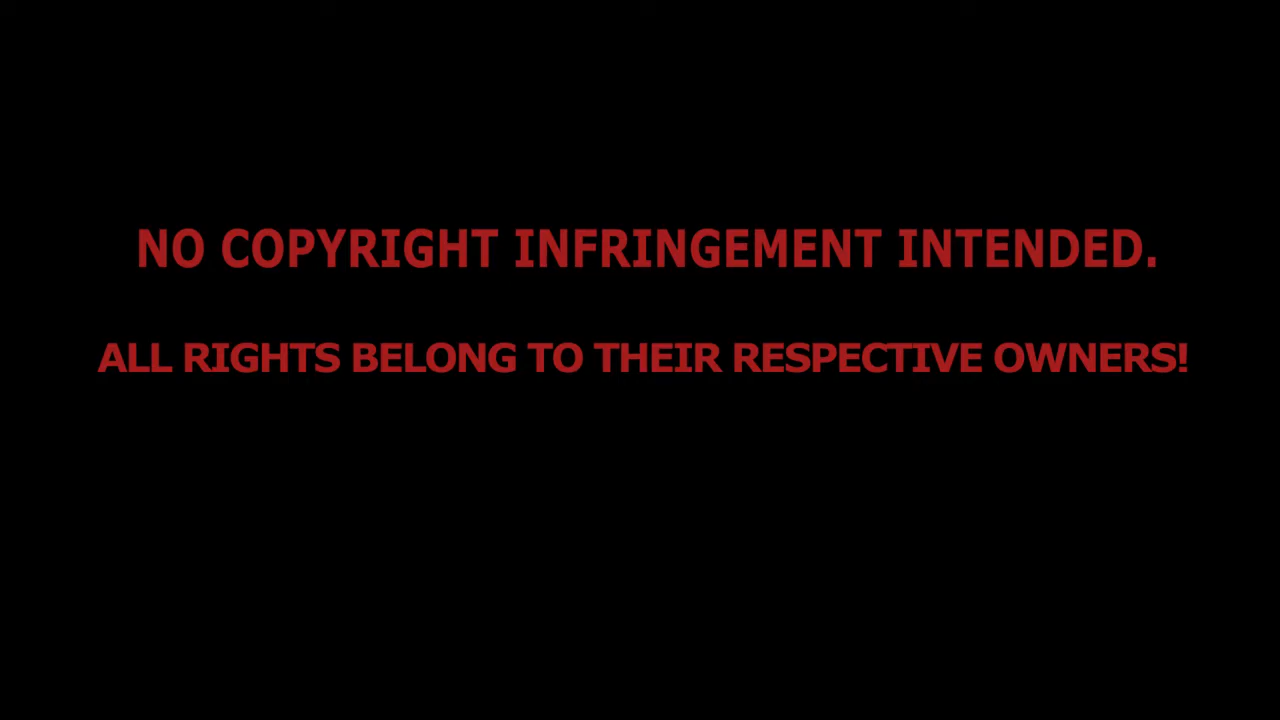 NO COPYRIGHT INFRINGEMENT INTENDED.
ALL RIGHTS BELONG TO THEIR RESPECTIVE OWNERS!